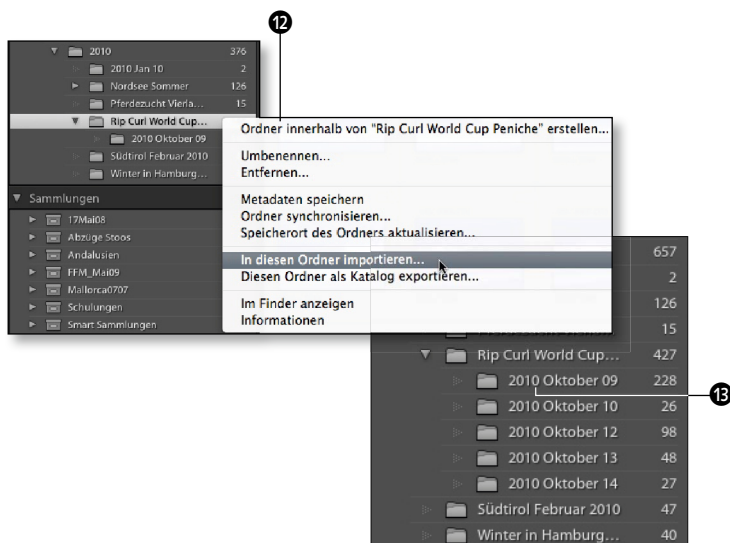 12
2010 376
2010 Jan 10 2
Nordsee Sommer 126
Pferdezucht Vierla... 15
Rip Curl World Cup...
2010 Oktober 09
Südtirol Februar 2010
Winter in Hamburg...
Sammlungen
17Mai08
Abzüge Stoos
Andalusien
FFM_Mai09
Mallorca0707
Schulungen
Smart Sammlungen
Ordner innerhalb von "Rip Curl World Cup Peniche" erstellen...
Umbenennen...
Entfernen...
Metadaten speichern
Ordner synchronisieren...
Speicherort des Ordners aktualisieren...
In diesen Ordner importieren...
Diesen Ordner als Katalog exportieren...
Im Finder anzeigen
Informationen
657
2
126
15
Rip Curl World Cup... 427
2010 Oktober 09 228
13
2010 Oktober 10 26
2010 Oktober 12 98
2010 Oktober 13 48
2010 Oktober 14 27
Südtirol Februar 2010 47
Winter in Hamburg... 40